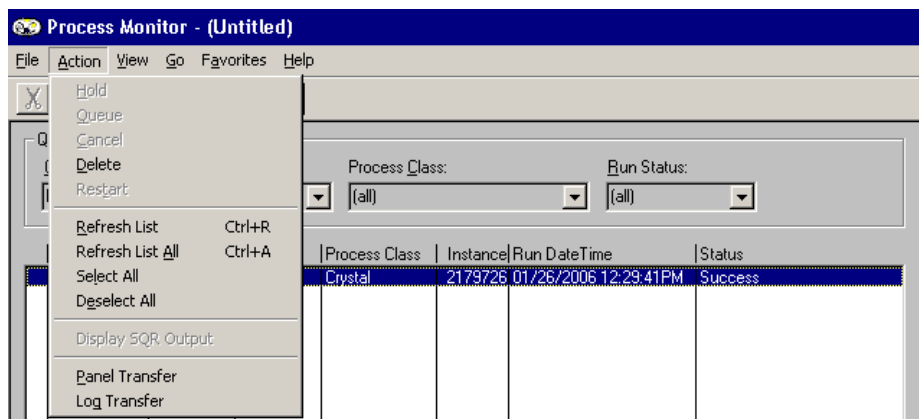 Process Monitor - (Untitled)
File Action View Go Favorites Help
Hold
Queue
Cancel
Delete
Restart
Refresh List Ctrl+R
Refresh List All Ctrl+A
Select All
Deselect All
Display SQR Output
Panel Transfer
Log Transfer
Process Class: Run Status:
(all) (all)
Process Class Instance Run DateTime Status
Crystal 2179726 01/26/2006 12:29:41PM Success